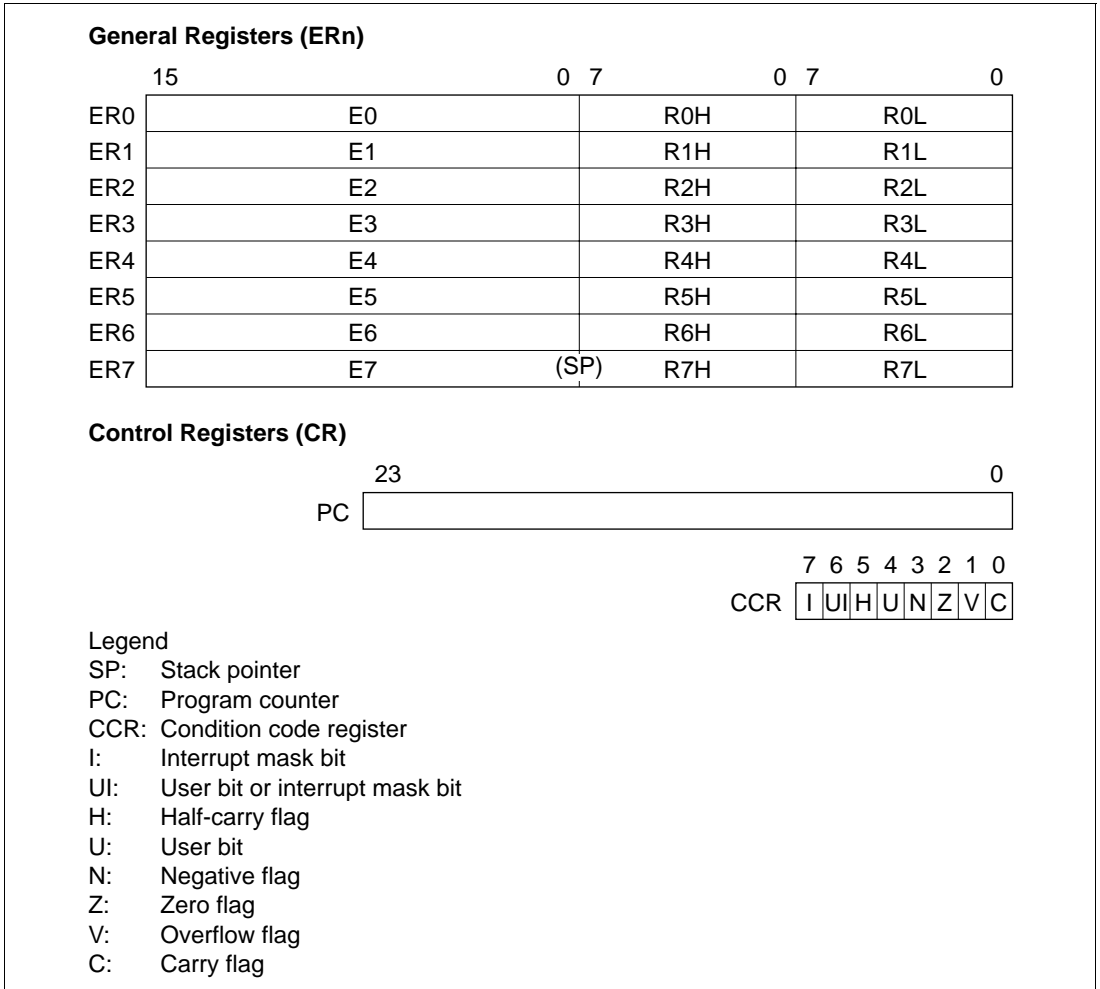 General Registers (ERn)
15 0 7 0 7 0
ER0 E0 R0H R0L
ER1 E1 R1H R1L
ER2 E2 R2H R2L
ER3 E3 R3H R3L
ER4 E4 R4H R4L
ER5 E5 R5H R5L
ER6 E6 R6H R6L
ER7 E7 (SP) R7H R7L
Control Registers (CR)
23 0
PC
7 6 5 4 3 2 1 0
CCR I UI H U N Z V C
Legend
SP: Stack pointer
PC: Program counter
CCR: Condition code register
I: Interrupt mask bit
UI: User bit or interrupt mask bit
H: Half-carry flag
U: User bit
N: Negative flag
Z: Zero flag
V: Overflow flag
C: Carry flag